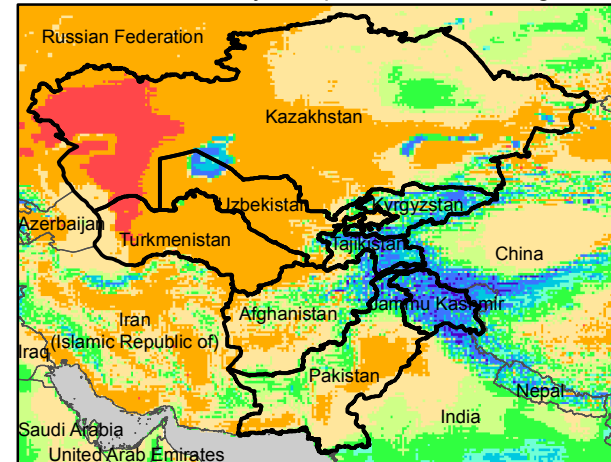 Russian Federation
Kazakhstan
Uzbekistan
Kyrgyzstan
Azerbaijan
Turkmenistan
Tajikistan
China
Jammu Kashmir
Afghanistan
Iran
(Islamic Republic of)
Iraq
Pakistan
Nepal
India
Saudi Arabia
United Arab Emirates